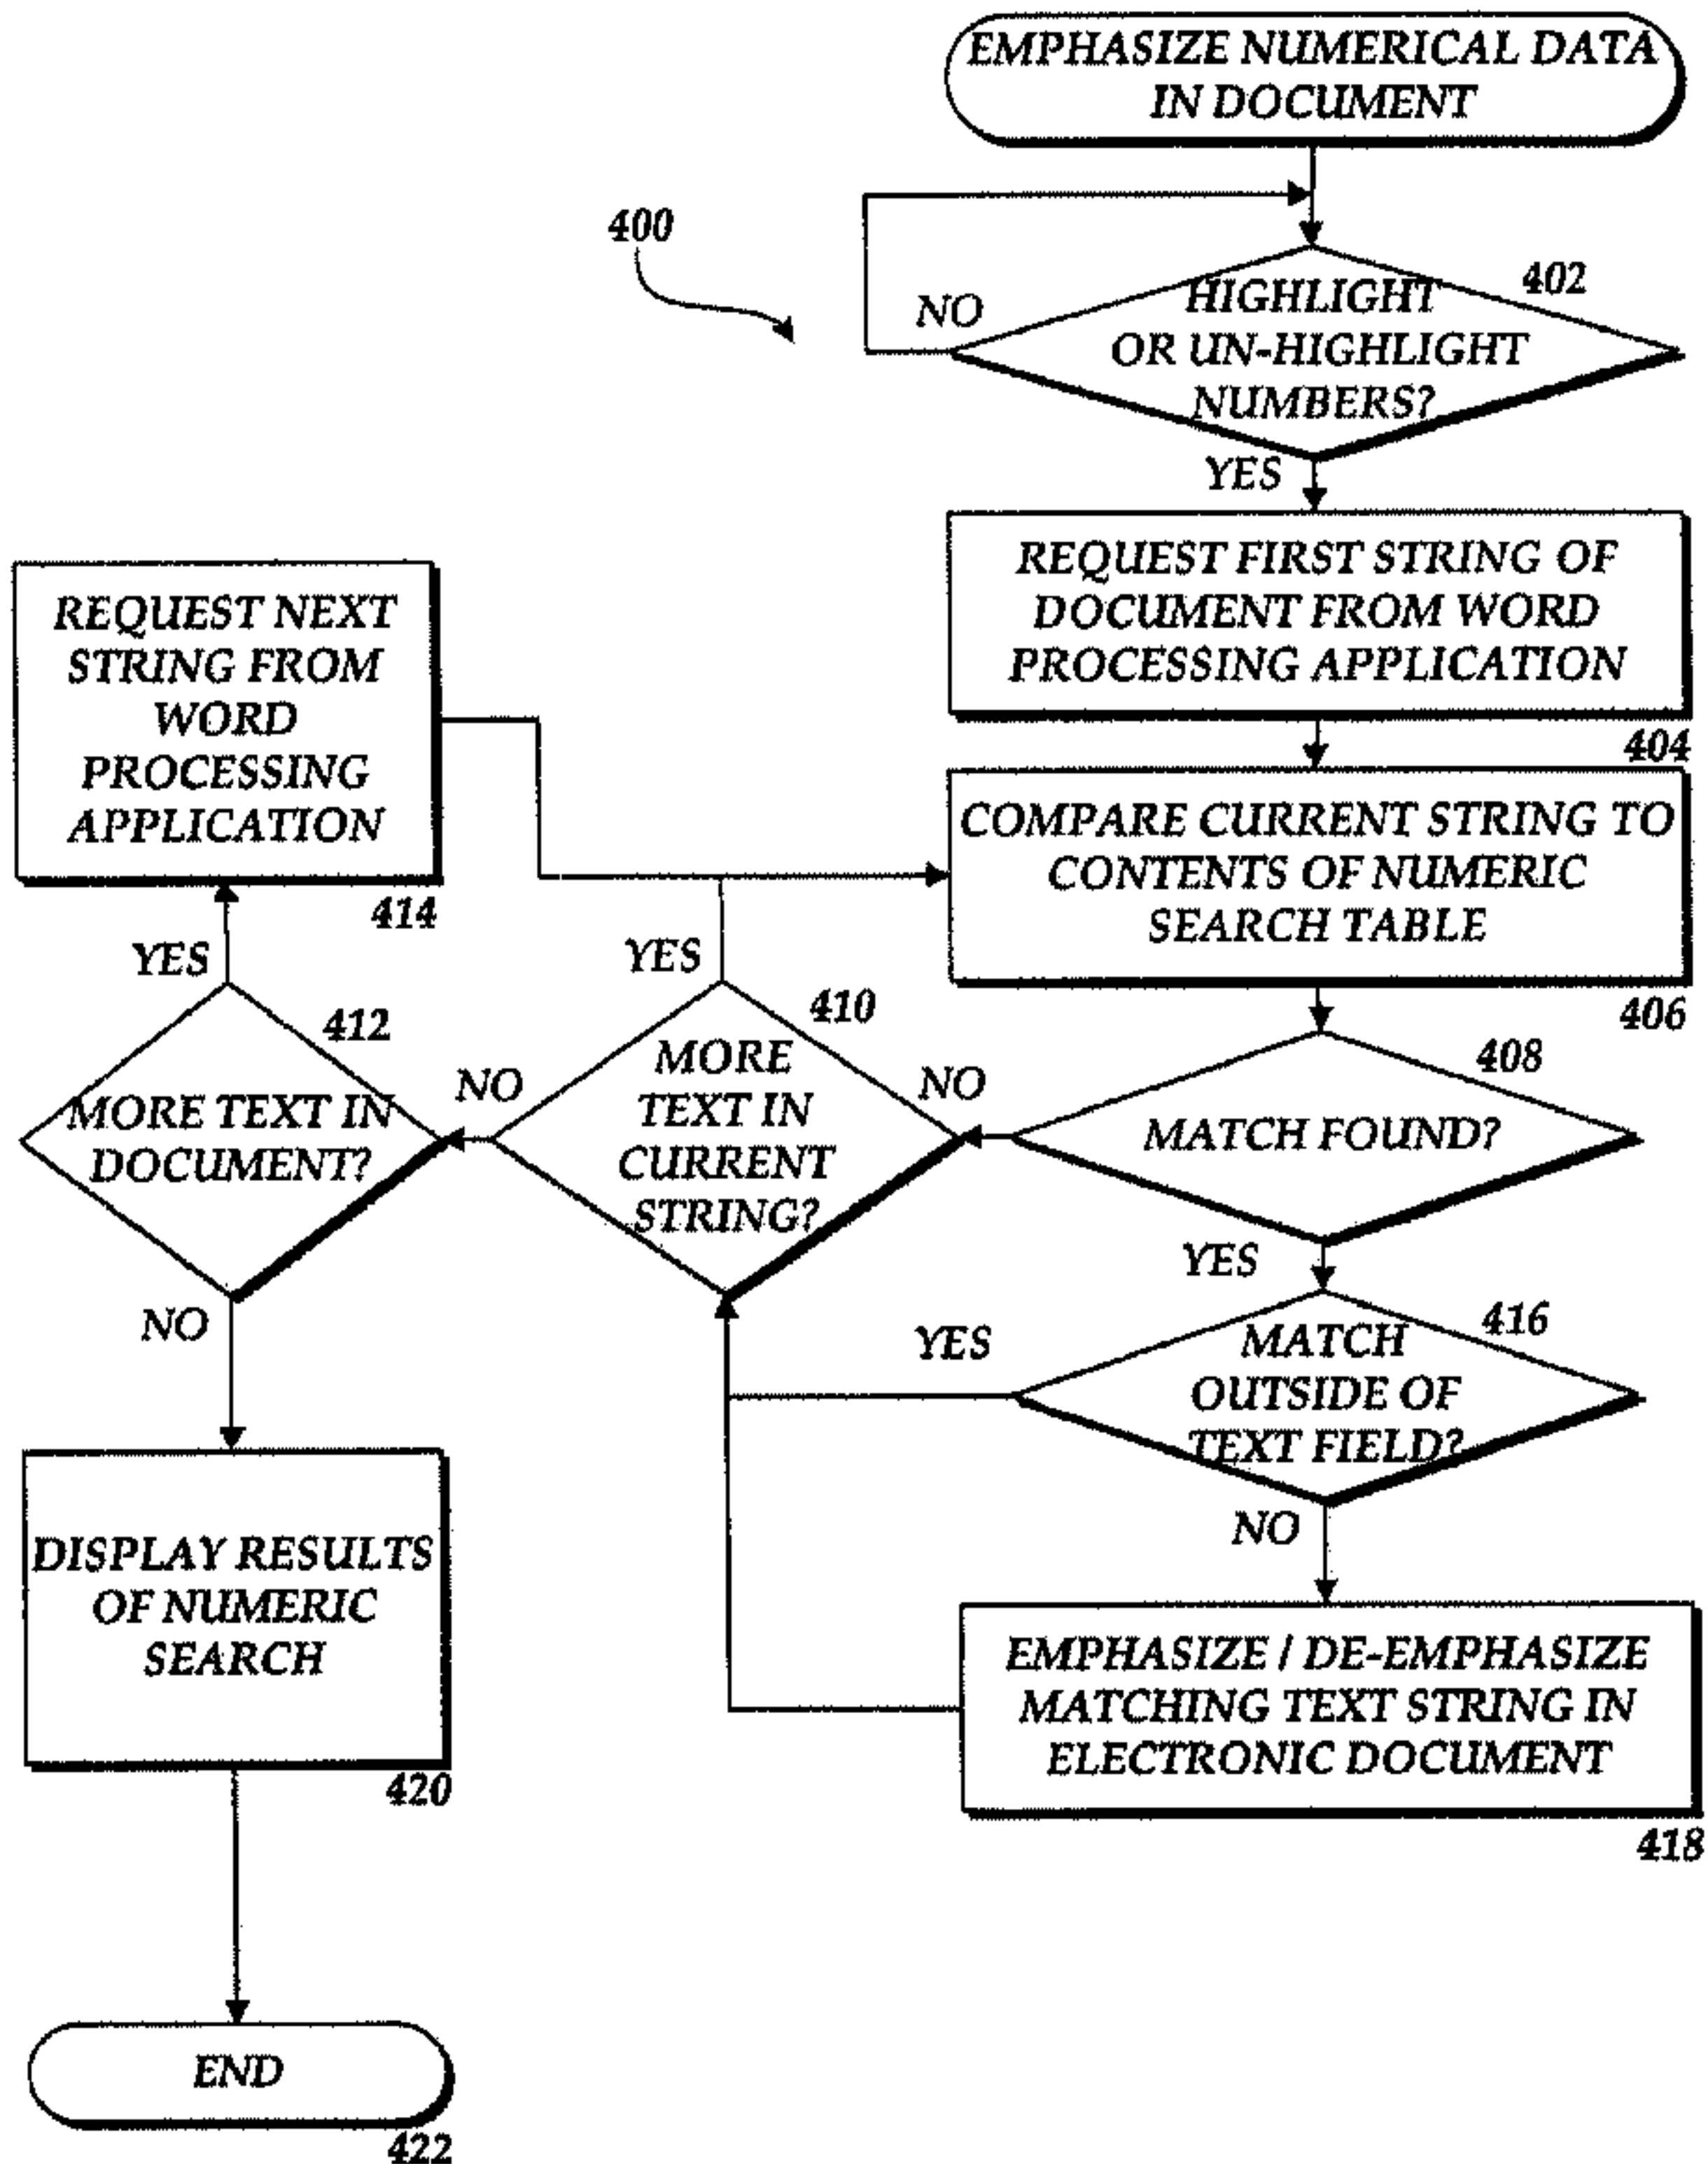 EMPHASIZE NUMERICAL DATA
IN DOCUMENT
400
402
NO
HIGHLIGHT
OR UN-HIGHLIGHT
NUMBERS?
YES
REQUEST FIRST STRING OF
DOCUMENT FROM WORD
PROCESSING APPLICATION
404
REQUEST NEXT
STRING FROM
WORD
PROCESSING
APPLICATION
414
COMPARE CURRENT STRING TO
CONTENTS OF NUMERIC
SEARCH TABLE
406
YES
412
MORE TEXT IN
DOCUMENT?
NO
YES
410
MORE
TEXT IN
CURRENT
STRING?
NO
408
MATCH FOUND?
YES
416
MATCH
OUTSIDE OF
TEXT FIELD?
YES
NO
NO
DISPLAY RESULTS
OF NUMERIC
SEARCH
420
EMPHASIZE / DE-EMPHASIZE
MATCHING TEXT STRING IN
ELECTRONIC DOCUMENT
418
END
422